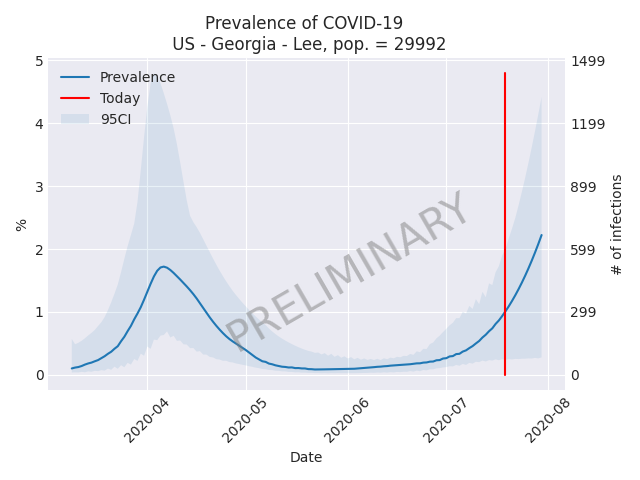 Prevalence of COVID-19
US - Georgia - Lee, pop. = 29992
Prevalence
Today
95CI
PRELIMINARY
%
5
4
3
2
1
0
1499
1199
899
599
299
0
# of infections
2020-04
2020-05
2020-06
2020-07
2020-08
Date